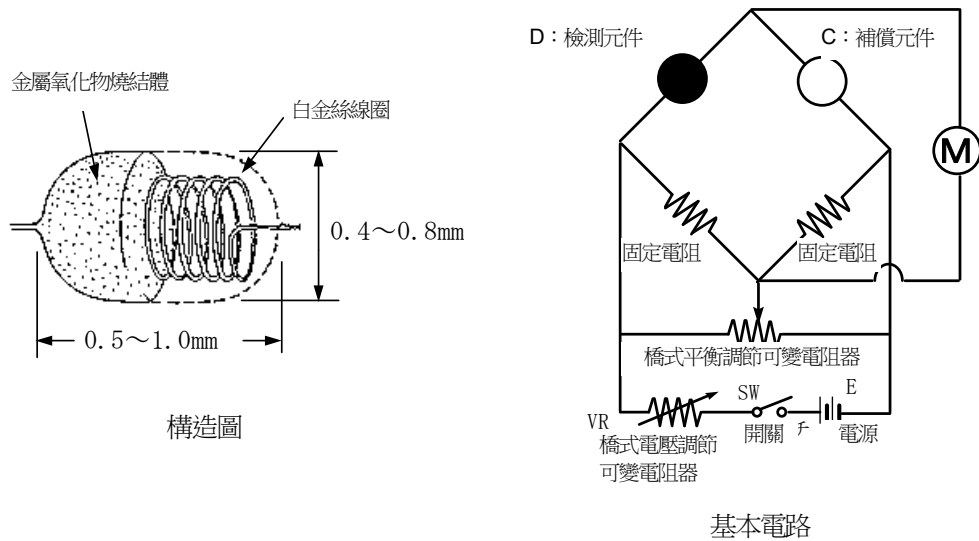 金屬氧化物燒結體
白金絲線圈
0.4～0.8mm
0.5～1.0mm
構造圖
D：檢測元件
C：補償元件
M
固定電阻
固定電阻
橋式平衡調節可變電阻器
SW
E
VR
開關
チ
電源
橋式電壓調節
可變電阻器
基本電路